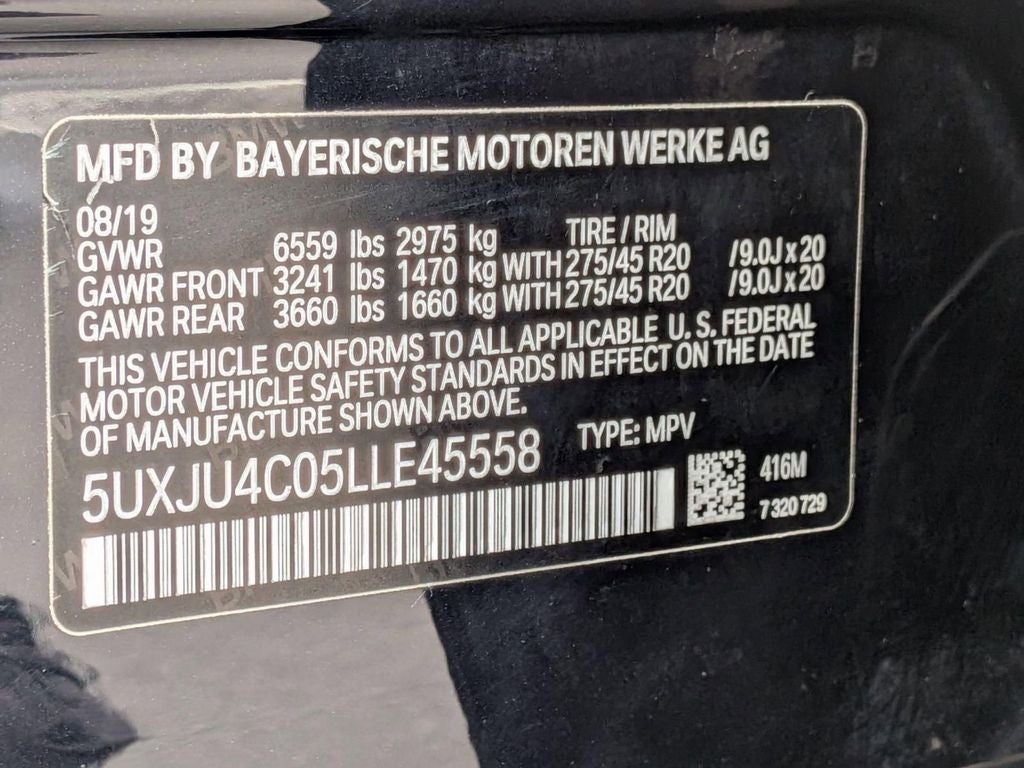 MFD BY BAYERISCHE MOTOREN WERKE AG
08/19
TIRE / RIM
GVWR 6559 lbs 2975 kg
GAWR FRONT 3241 lbs 1470 kg WITH 275/45 R20 /9.0J x 20
GAWR REAR 3660 lbs 1660 kg WITH 275/45 R20 /9.0J x 20
THIS VEHICLE CONFORMS TO ALL APPLICABLE U. S. FEDERAL
MOTOR VEHICLE SAFETY STANDARDS IN EFFECT ON THE DATE
OF MANUFACTURE SHOWN ABOVE.
5UXJU4C05LLE45558 TYPE: MPV
416M
7 320 729